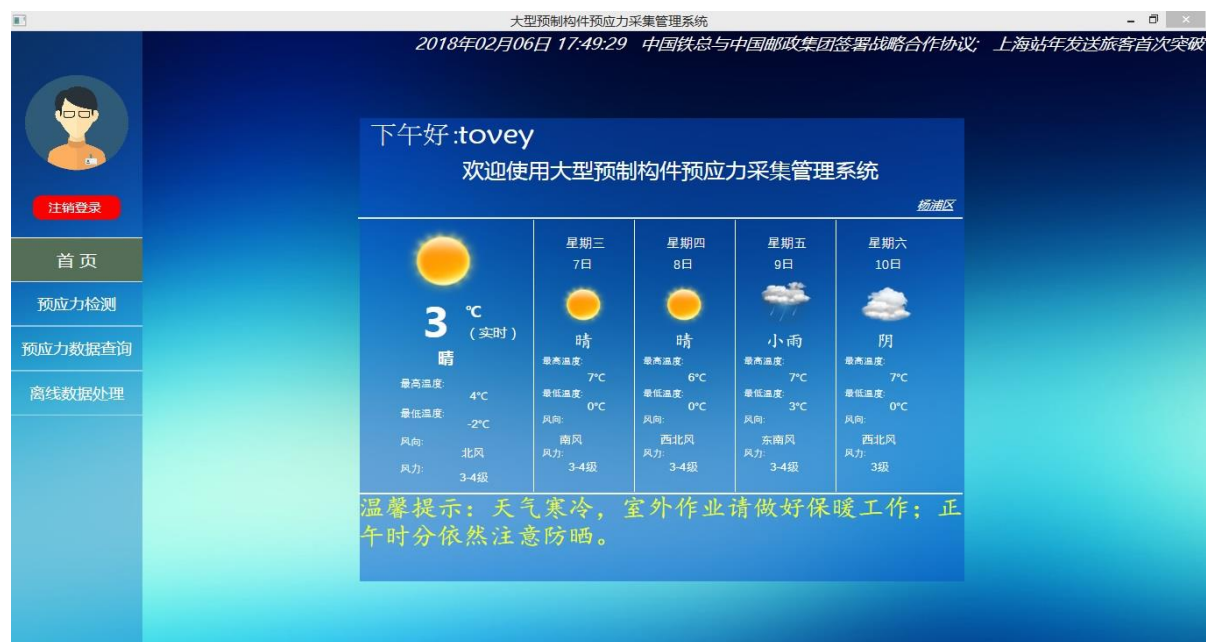 大型预制构件预应力采集管理系统
2018年02月06日 17:49:29 中国铁总与中国邮政集团签署战略合作协议; 上海站年发送旅客首次突破
注销登录
首页
预应力检测
预应力数据查询
离线数据处理
下午好:tovey
欢迎使用大型预制构件预应力采集管理系统
杨浦区
3 ℃
（实时）
晴
最高温度:
4℃
最低温度:
-2℃
风向:
北风
风力:
3-4级
星期三
7日
晴
最高温度:
7℃
最低温度:
0℃
风向:
南风
风力:
3-4级
星期四
8日
晴
最高温度:
6℃
最低温度:
0℃
风向:
西北风
风力:
3-4级
星期五
9日
小雨
最高温度:
7℃
最低温度:
3℃
风向:
东南风
风力:
3-4级
星期六
10日
阴
最高温度:
7℃
最低温度:
0℃
风向:
西北风
风力:
3级
温馨提示：天气寒冷，室外作业请做好保暖工作；正
午时分依然注意防晒。